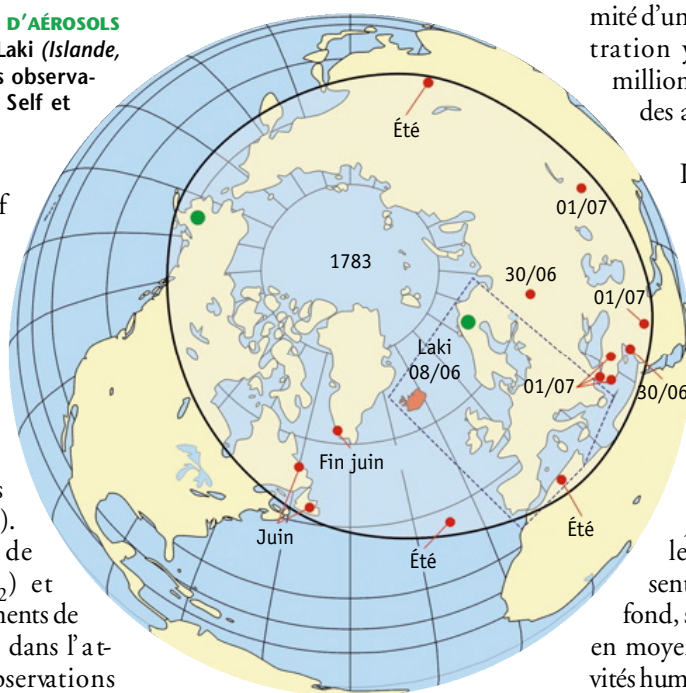 D'AÉROSOLS
Laki (Islande,
s observa-
Self et
f
s
).
de
2) et
ments de
dans l'at-
observations
Été
01/07
1783
30/06
01/07
Laki
08/06
01/07
30/06
Fin juin
Juin
Été
Été
mité d'un
tration y
million
des a
I
le
sent
fond, s
en moyen
vités hum